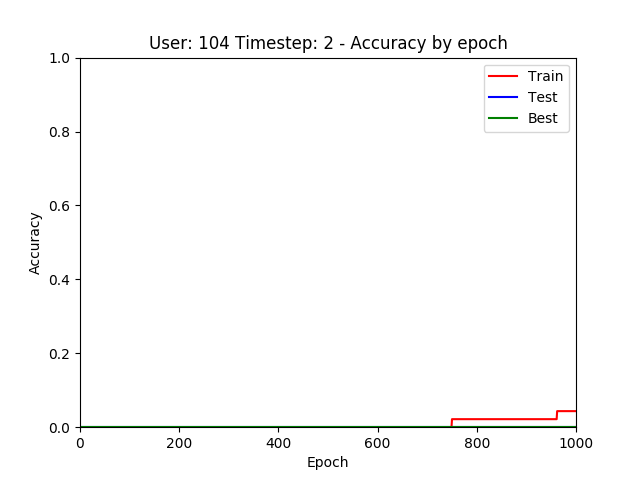 User: 104 Timestep: 2 - Accuracy by epoch
1.0
Train
Test
Best
0.8
0.6
Accuracy
0.4
0.2
0.0
0 200 400 600 800 1000
Epoch